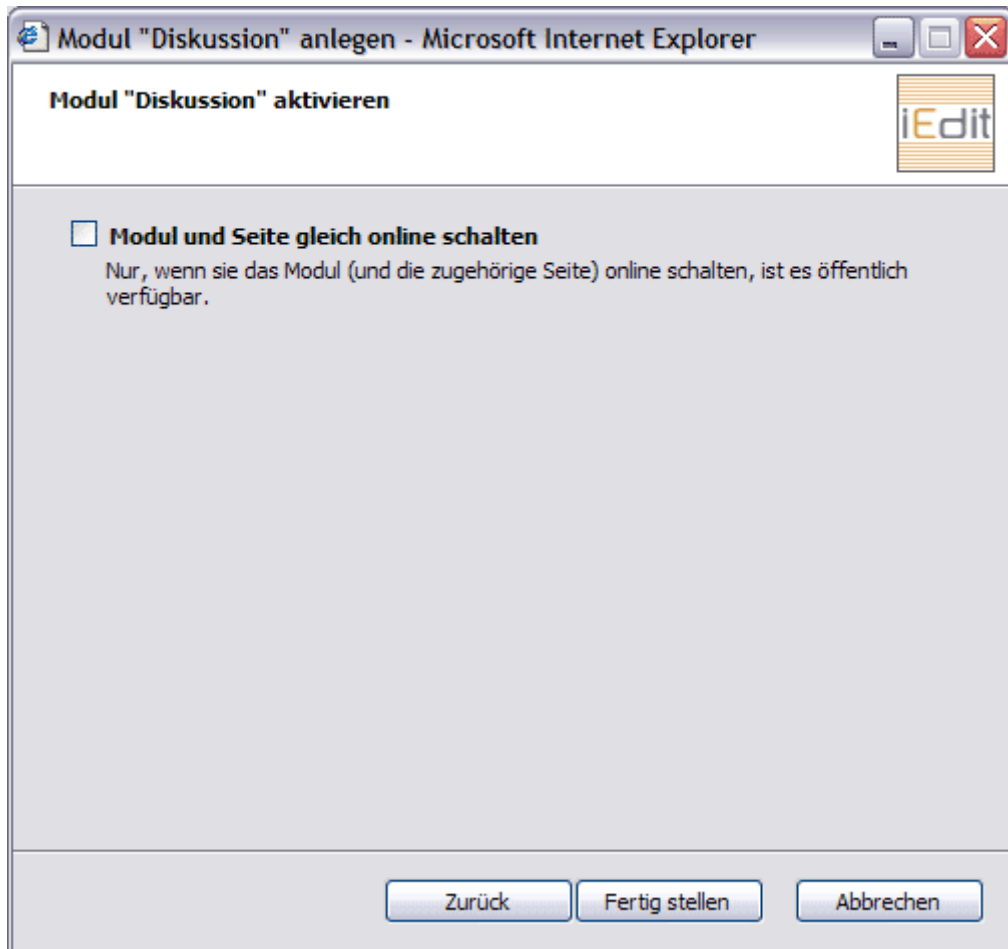 Modul "Diskussion" anlegen - Microsoft Internet Explorer
Modul "Diskussion" aktivieren
iEdit
Modul und Seite gleich online schalten
Nur, wenn sie das Modul (und die zugehörige Seite) online schalten, ist es öffentlich
verfügbar.
Zurück
Fertig stellen
Abbrechen